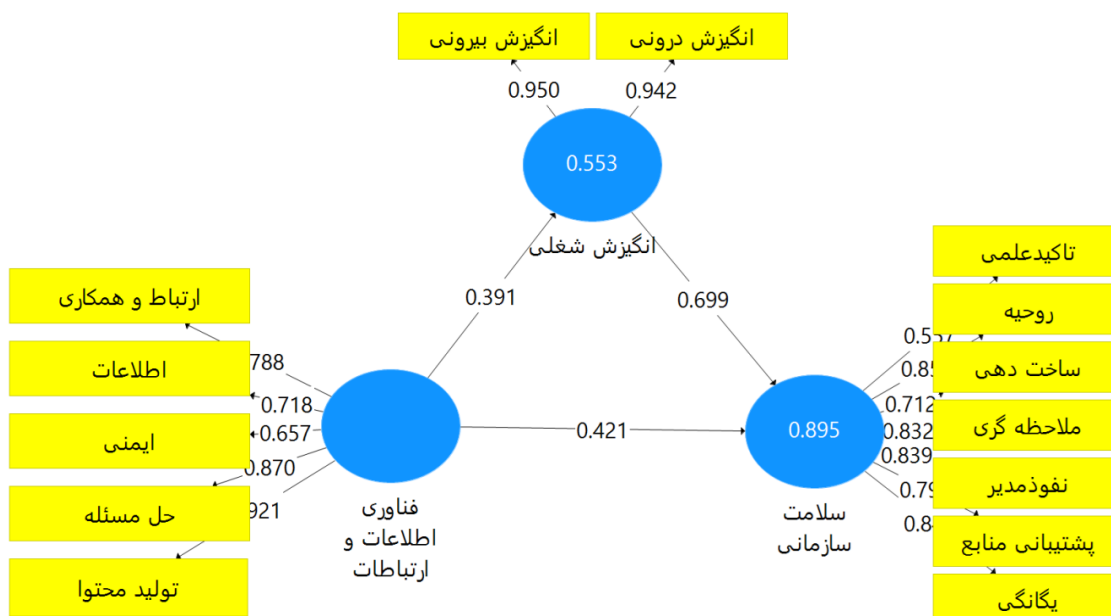 انگیزش بیرونی
انگیزش درونی
0.950
0.942
0.553
انگیزش شغلی
0.391
0.699
ارتباط و همکاری
اطلاعات
ایمنی
حل مسئله
تولید محتوا
788
0.718
0.657
0.870
921
فناوری
اطلاعات و
ارتباطات
0.421
0.895
سلامت
سازمانی
0.712
0.832
0.839
تاکیدعلمی
روحیه
ساخت دهی
ملاحظه گری
نفوذمدیر
پشتیبانی منابع
یگانگی